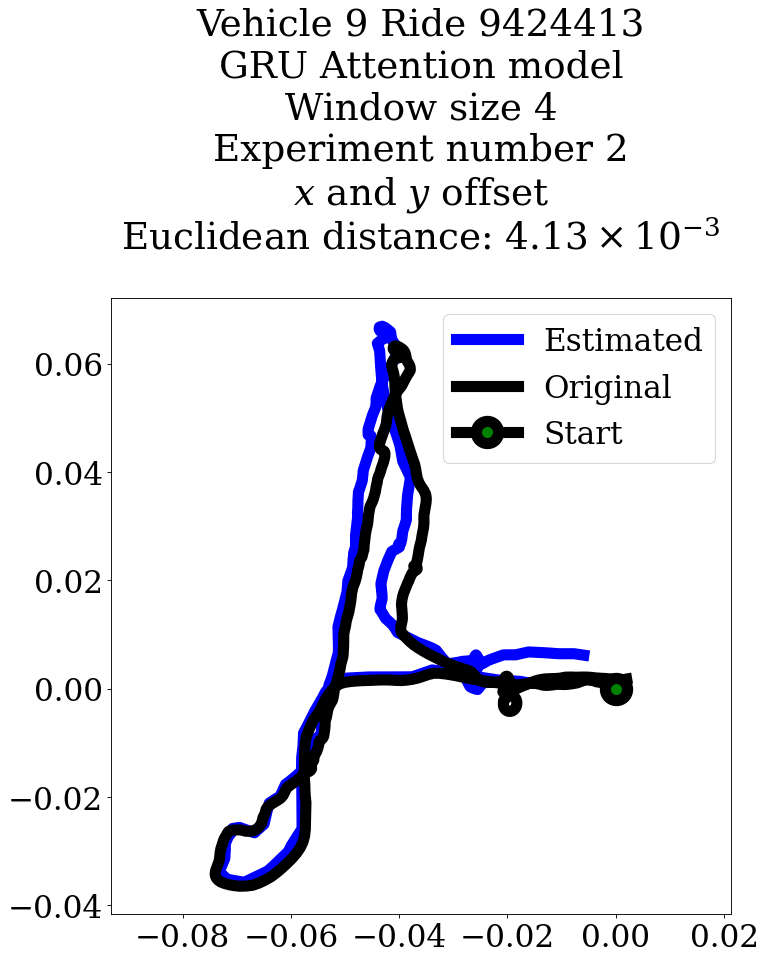 Vehicle 9 Ride 9424413
GRU Attention model
Window size 4
Experiment number 2
x and y offset
Euclidean distance: 4.13 × 10⁻³
Estimated
Original
Start
0.06
0.04
0.02
0.00
−0.02
−0.04
−0.08 −0.06 −0.04 −0.02 0.00 0.02